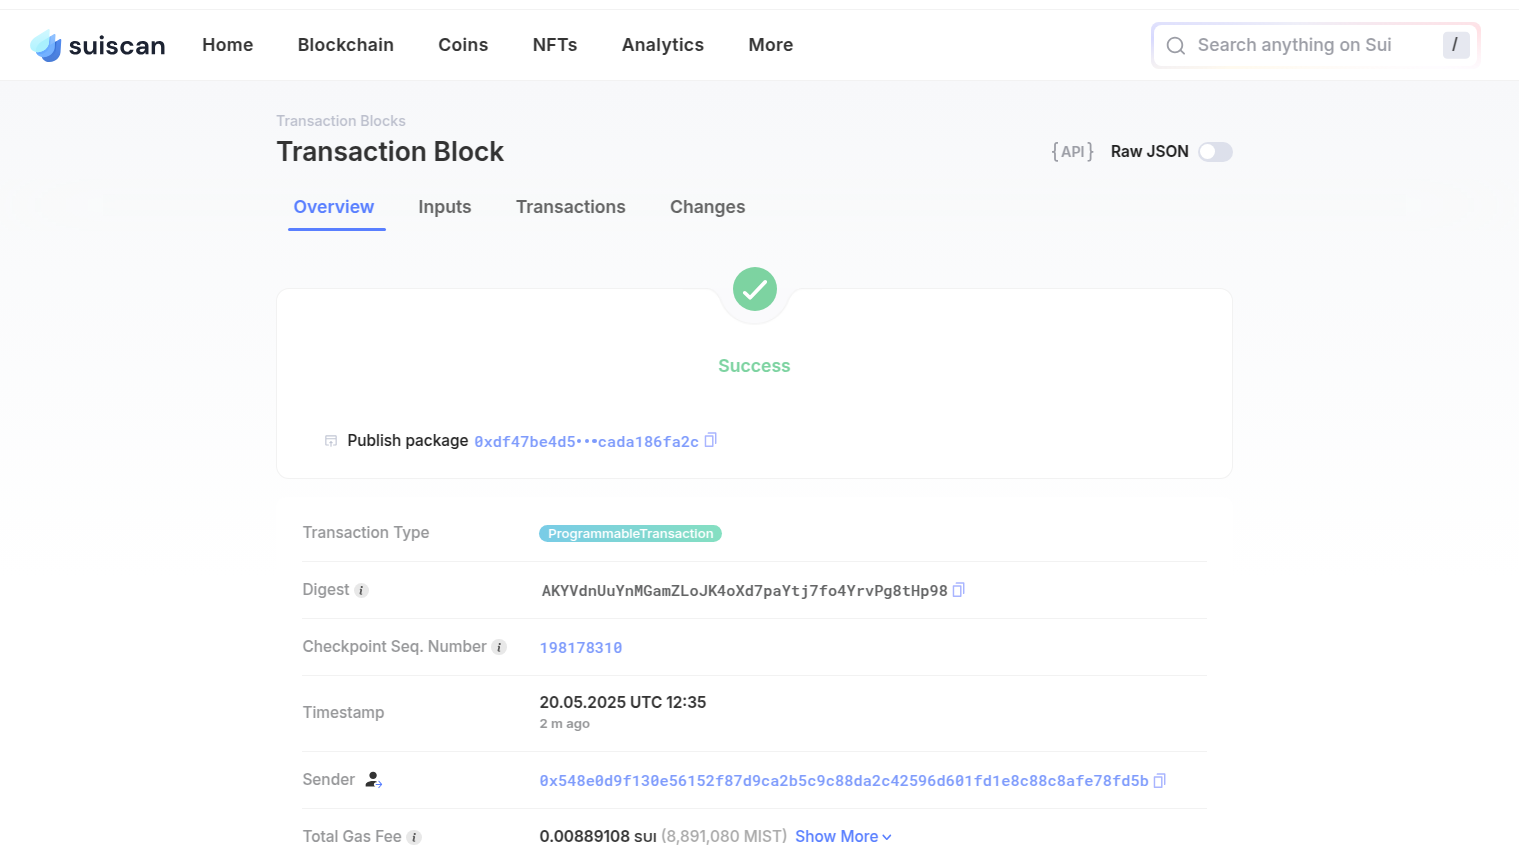 suiscan Home Blockchain Coins NFTs Analytics More Search anything on Sui /
Transaction Blocks
Transaction Block {API} Raw JSON
Overview Inputs Transactions Changes
Success
Publish package 0xdf47be4d5•••cada186fa2c
Transaction Type ProgrammableTransaction
Digest i AKYVdnUuYnMGamZLoJK4oXd7paYtj7fo4YrvPg8tHp98
Checkpoint Seq. Number i 198178310
Timestamp 20.05.2025 UTC 12:35
2 m ago
Sender 0x548e0d9f130e56152f87d9ca2b5c9c88da2c42596d601fd1e8c88c8afe78fd5b
Total Gas Fee i 0.00889108 SUI (8,891,080 MIST) Show More